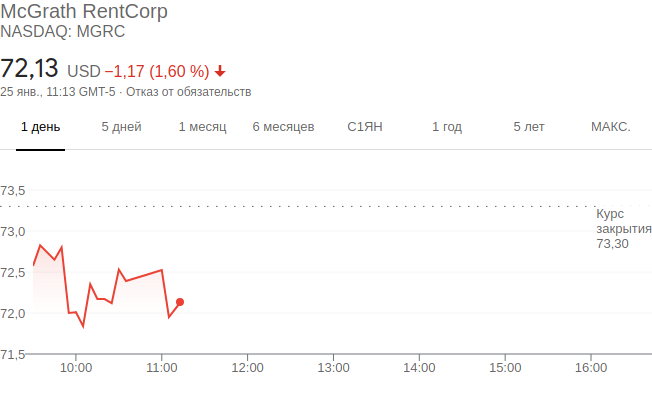 McGrath RentCorp
NASDAQ: MGRC
72,13 USD −1,17 (1,60 %)
25 янв., 11:13 GMT-5 · Отказ от обязательств
1 день 5 дней 1 месяц 6 месяцев С1ЯН 1 год 5 лет МАКС.
73,5
Курс
закрытия
73,30
73,0
72,5
72,0
71,5
10:00 11:00 12:00 13:00 14:00 15:00 16:00